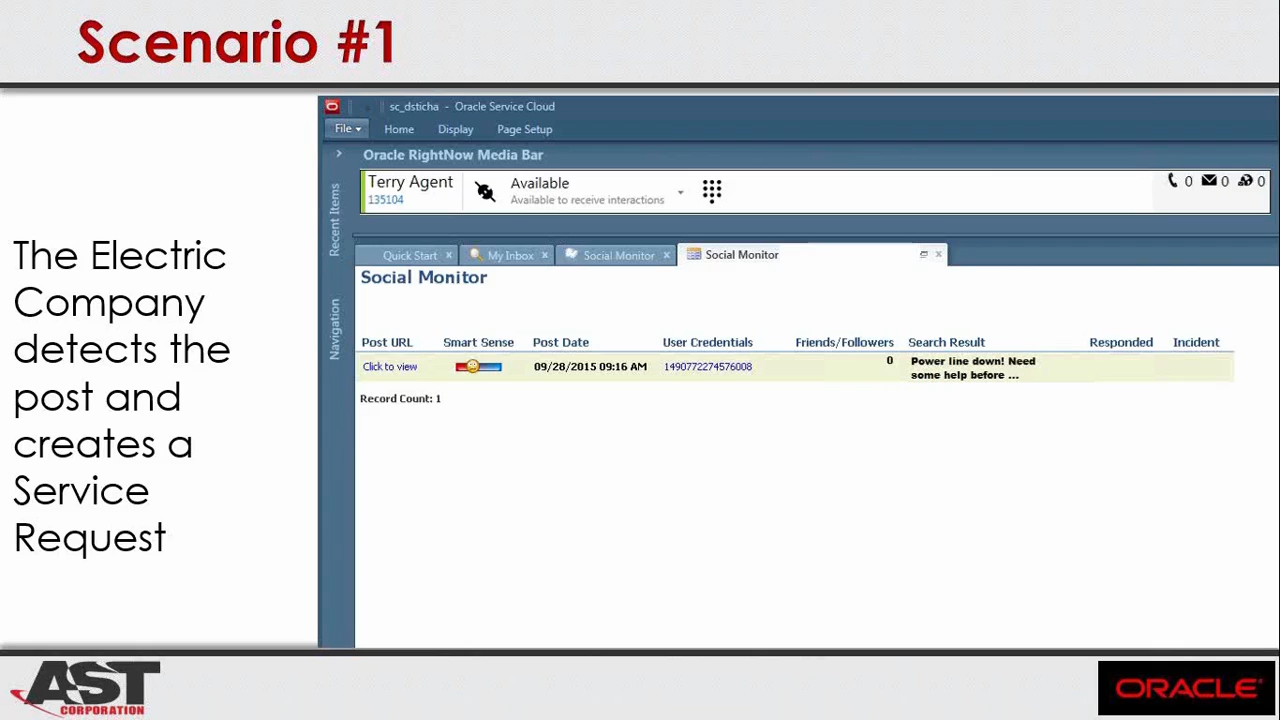 Scenario #1
The Electric
Company
detects the
post and
creates a
Service
Request
sc_dsticha - Oracle Service Cloud
File Home Display Page Setup
Oracle RightNow Media Bar
Recent Items
Navigation
Terry Agent
135104
Available
Available to receive interactions
0 0 0
Quick Start My Inbox Social Monitor Social Monitor
Social Monitor
Post URL Smart Sense Post Date User Credentials Friends/Followers Search Result Responded Incident
Click to view 09/28/2015 09:16 AM 1490772274576008 0 Power line down! Need
some help before ...
Record Count: 1
AST
CORPORATION
ORACLE